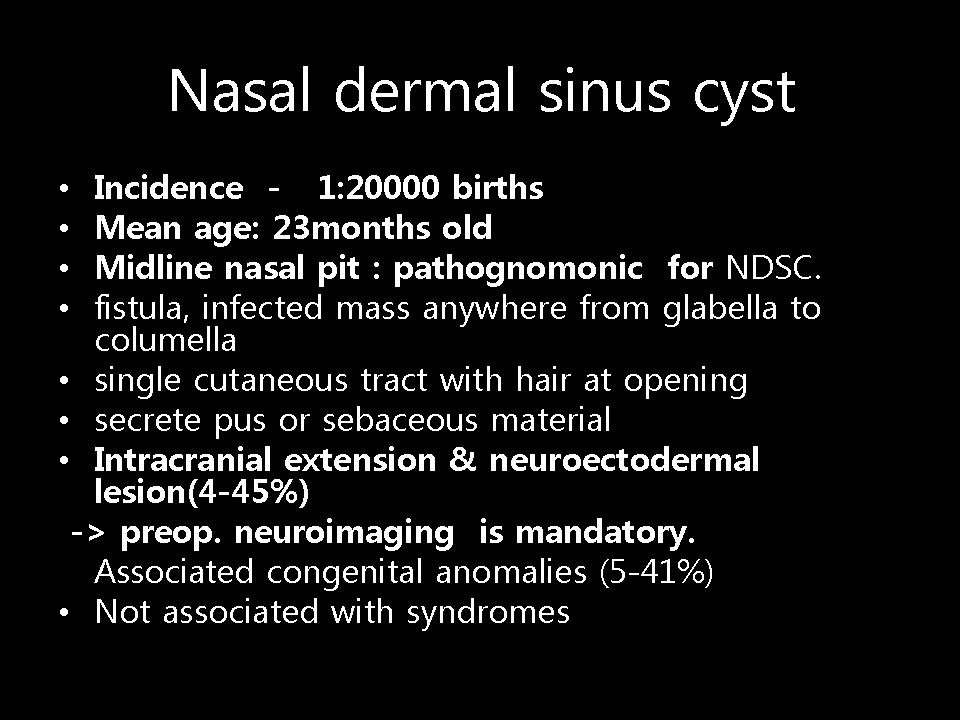 Nasal dermal sinus cyst
• Incidence - 1:20000 births
• Mean age: 23months old
• Midline nasal pit : pathognomonic for NDSC.
• fistula, infected mass anywhere from glabella to
columella
• single cutaneous tract with hair at opening
• secrete pus or sebaceous material
• Intracranial extension & neuroectodermal
lesion(4-45%)
-> preop. neuroimaging is mandatory.
Associated congenital anomalies (5-41%)
• Not associated with syndromes